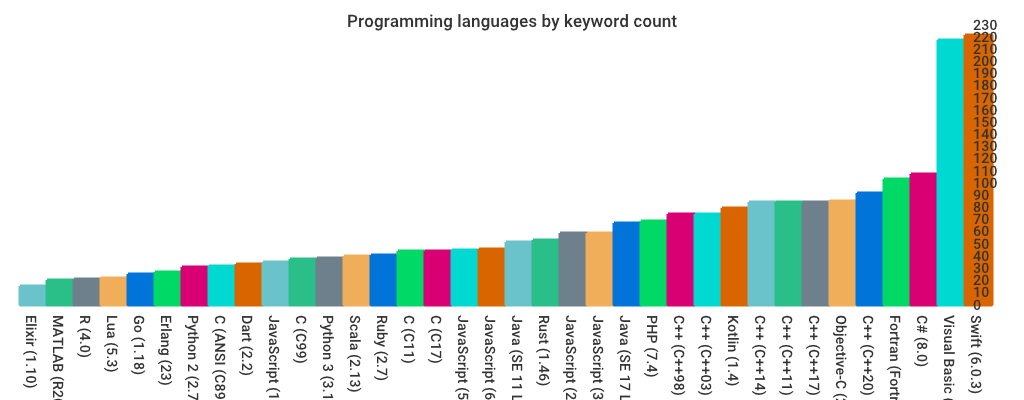 Programming languages by keyword count
230
220
210
200
190
180
170
160
150
140
130
120
110
100
90
80
70
60
50
40
30
20
10
0
Elixir (1.10)
MATLAB (R20
R (4.0)
Lua (5.3)
Go (1.18)
Erlang (23)
Python 2 (2.7
C (ANSI (C89
Dart (2.2)
JavaScript (1
C (C99)
Python 3 (3.1
Scala (2.13)
Ruby (2.7)
C (C11)
C (C17)
JavaScript (5
JavaScript (6
Java (SE 11 L
Rust (1.46)
JavaScript (2
JavaScript (3
Java (SE 17 L
PHP (7.4)
C++ (C++98)
C++ (C++03)
Kotlin (1.4)
C++ (C++14)
C++ (C++11)
C++ (C++17)
Objective-C (2
C++ (C++20)
Fortran (Fort
C# (8.0)
Visual Basic (
Swift (6.0.3)